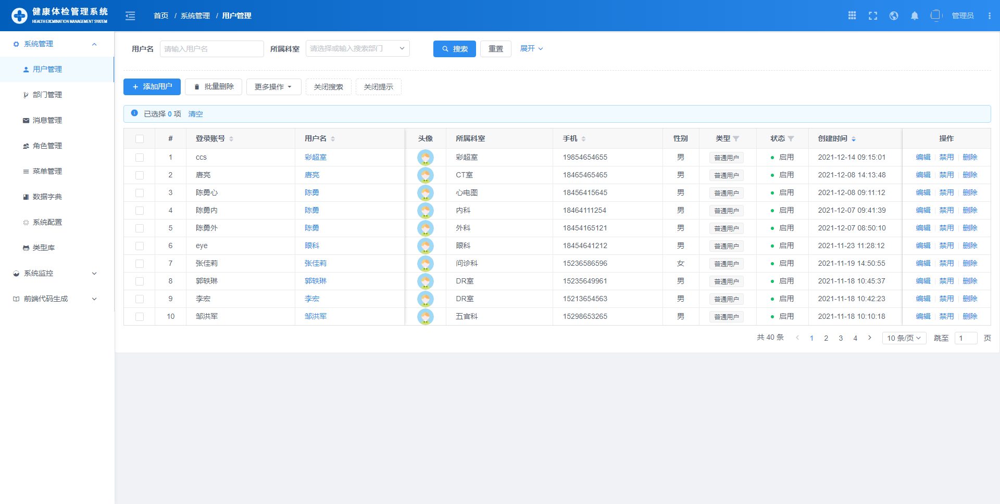 健康体检管理系统
HEALTH EXCMINATION MANAGEMENT SYATEM
首页 / 系统管理 / 用户管理
管理员
系统管理
用户管理
部门管理
消息管理
角色管理
菜单管理
数据字典
系统配置
类型库
系统监控
前端代码生成
用户名 请输入用户名 所属科室 请选择或输入搜索部门 搜索 重置 展开
添加用户 批量删除 更多操作 关闭搜索 关闭提示
已选择 0 项 清空
# 登录账号 用户名 头像 所属科室 手机 性别 类型 状态 创建时间 操作
1 ccs 彩超室 彩超室 19854654655 男 普通用户 启用 2021-12-14 09:15:01 编辑 禁用 删除
2 唐亮 唐亮 CT室 18465465465 男 普通用户 启用 2021-12-08 14:13:48 编辑 禁用 删除
3 陈勇心 陈勇 心电图 18456415645 男 普通用户 启用 2021-12-08 09:11:12 编辑 禁用 删除
4 陈勇内 陈勇 内科 18464111254 男 普通用户 启用 2021-12-07 09:41:39 编辑 禁用 删除
5 陈勇外 陈勇 外科 18454165121 男 普通用户 启用 2021-12-07 08:50:10 编辑 禁用 删除
6 eye 眼科 眼科 18454641212 男 普通用户 启用 2021-11-23 11:28:12 编辑 禁用 删除
7 张佳莉 张佳莉 问诊科 15236586596 女 普通用户 启用 2021-11-19 14:50:55 编辑 禁用 删除
8 郭轶琳 郭轶琳 DR室 15235649961 男 普通用户 启用 2021-11-18 10:45:37 编辑 禁用 删除
9 李宏 李宏 DR室 15213654563 男 普通用户 启用 2021-11-18 10:42:23 编辑 禁用 删除
10 邹洪军 邹洪军 五官科 15298653265 男 普通用户 启用 2021-11-18 10:10:18 编辑 禁用 删除
共 40 条 1 2 3 4 10 条/页 跳至 1 页